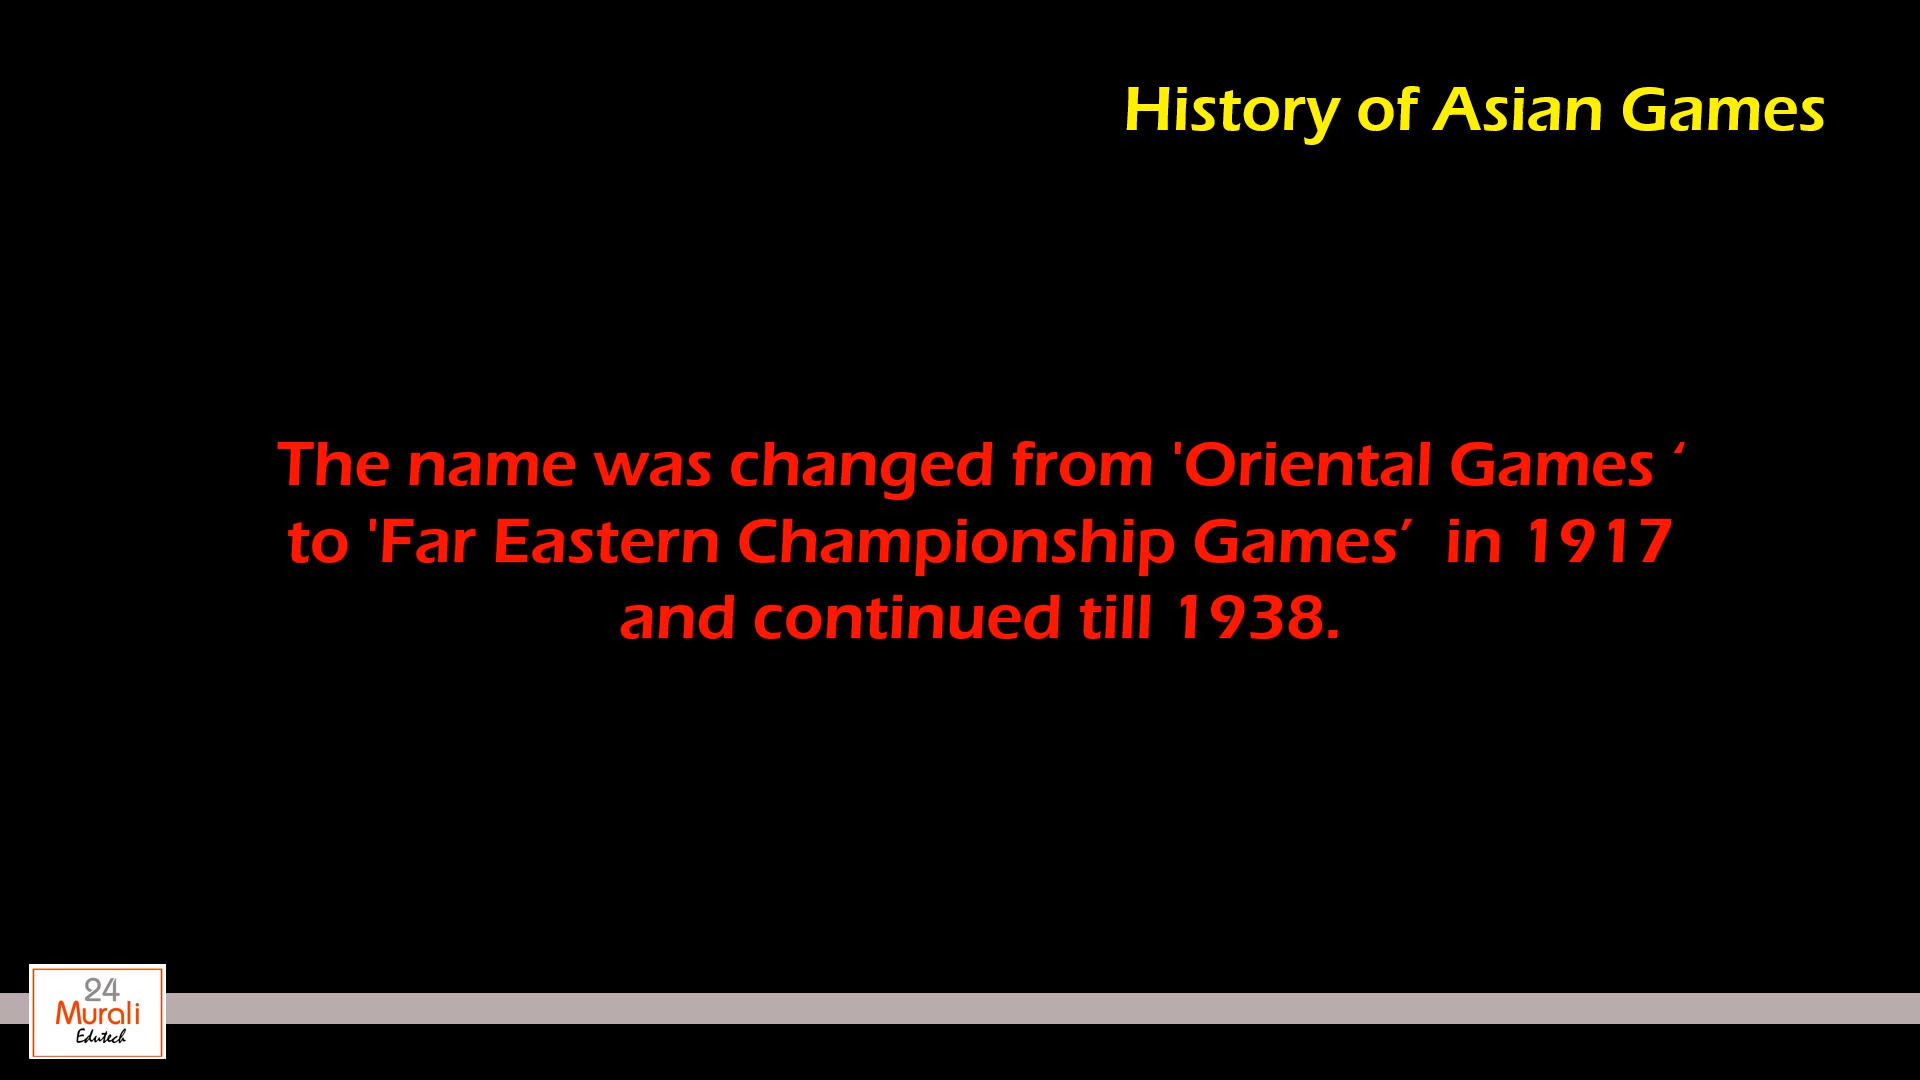 History of Asian Games
The name was changed from 'Oriental Games ‘
to 'Far Eastern Championship Games’  in 1917
and continued till 1938.
24
Murali
Edutech